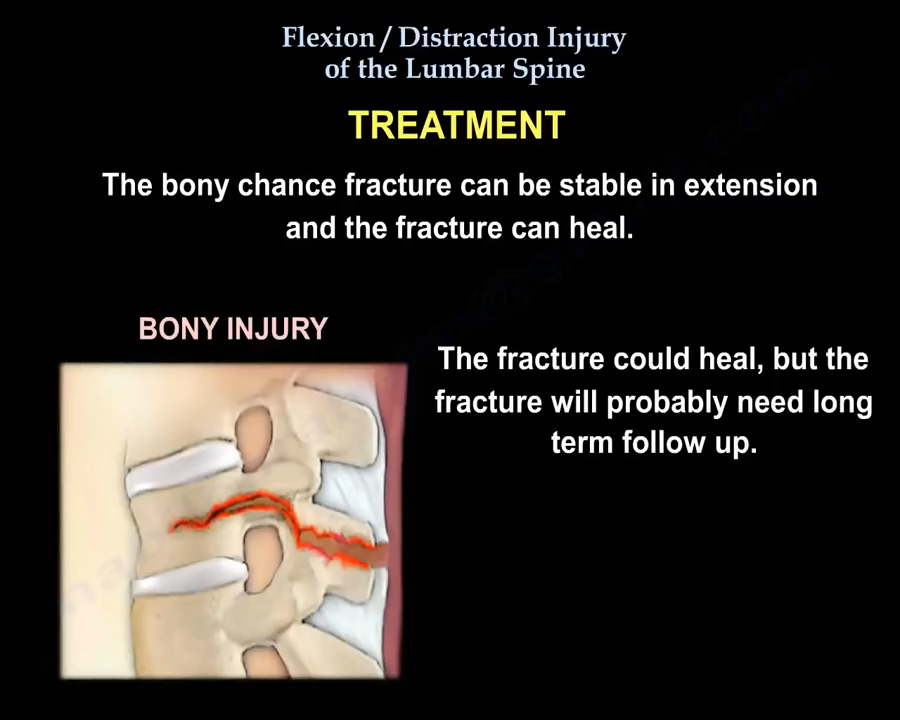 Flexion / Distraction Injury
of the Lumbar Spine
TREATMENT
The bony chance fracture can be stable in extension
and the fracture can heal.
BONY INJURY
The fracture could heal, but the
fracture will probably need long
term follow up.